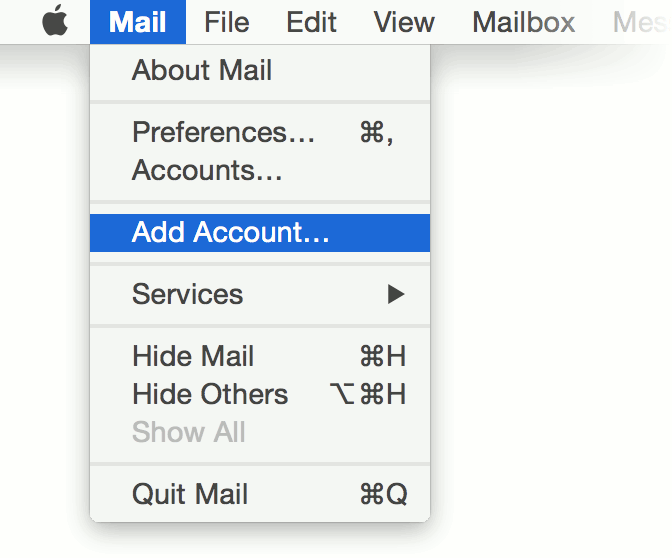 Mail File Edit View Mailbox Mes
About Mail
Preferences... ⌘,
Accounts...
Add Account...
Services ▶
Hide Mail ⌘H
Hide Others ⌥⌘H
Show All
Quit Mail ⌘Q